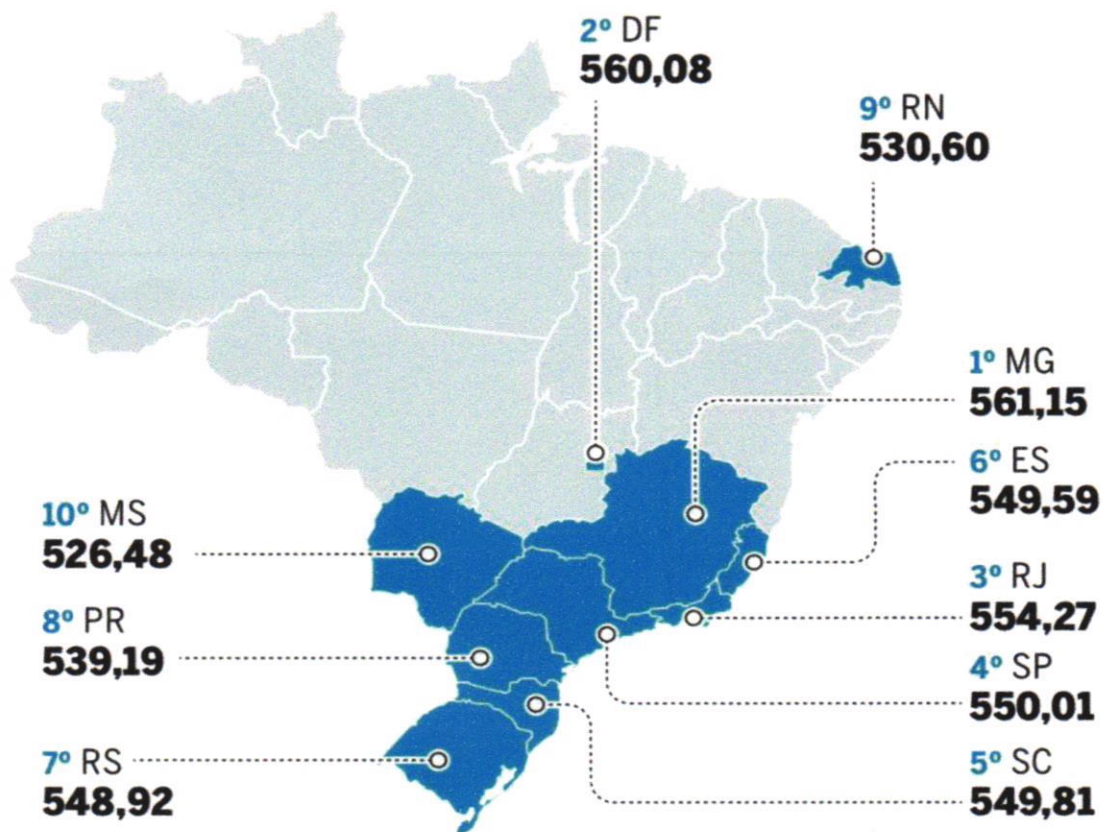 2º DF
560,08
9º RN
530,60
1º MG
561,15
6º ES
549,59
10º MS
526,48
3º RJ
554,27
8º PR
539,19
4º SP
550,01
7º RS
548,92
5º SC
549,81